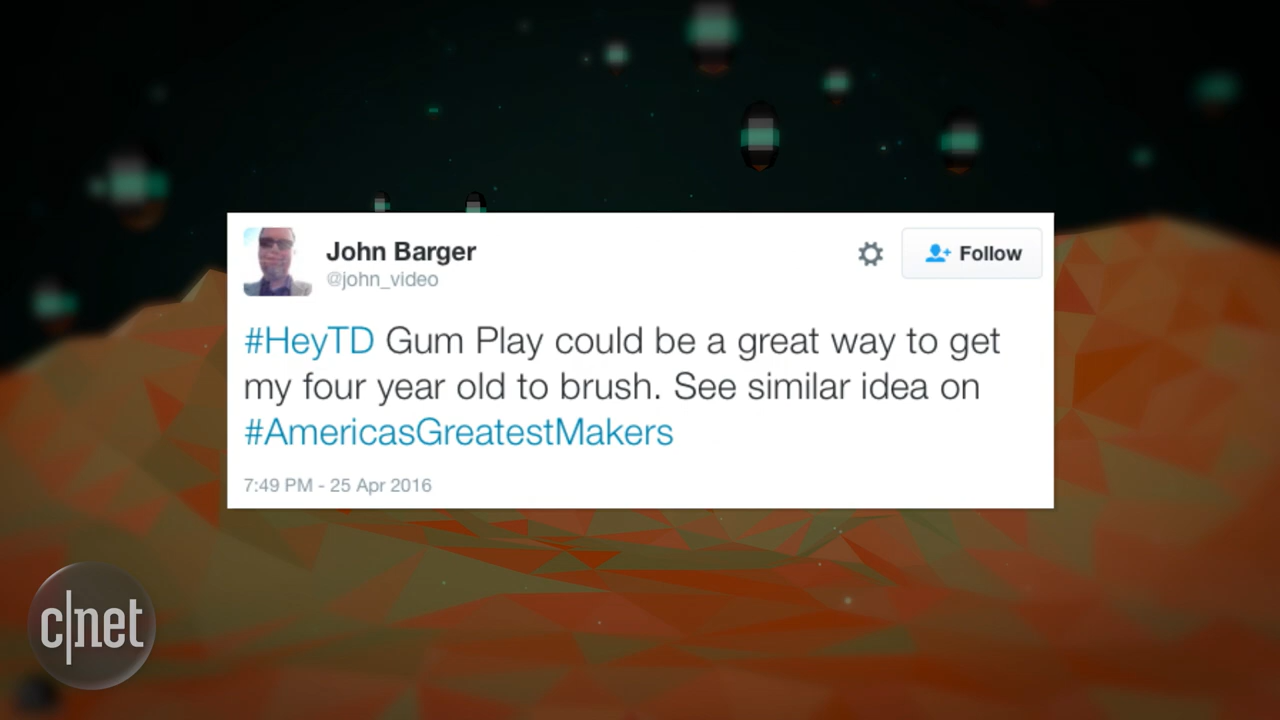 John Barger
@john_video
Follow
#HeyTD Gum Play could be a great way to get
my four year old to brush. See similar idea on
#AmericasGreatestMakers
7:49 PM - 25 Apr 2016
c|net